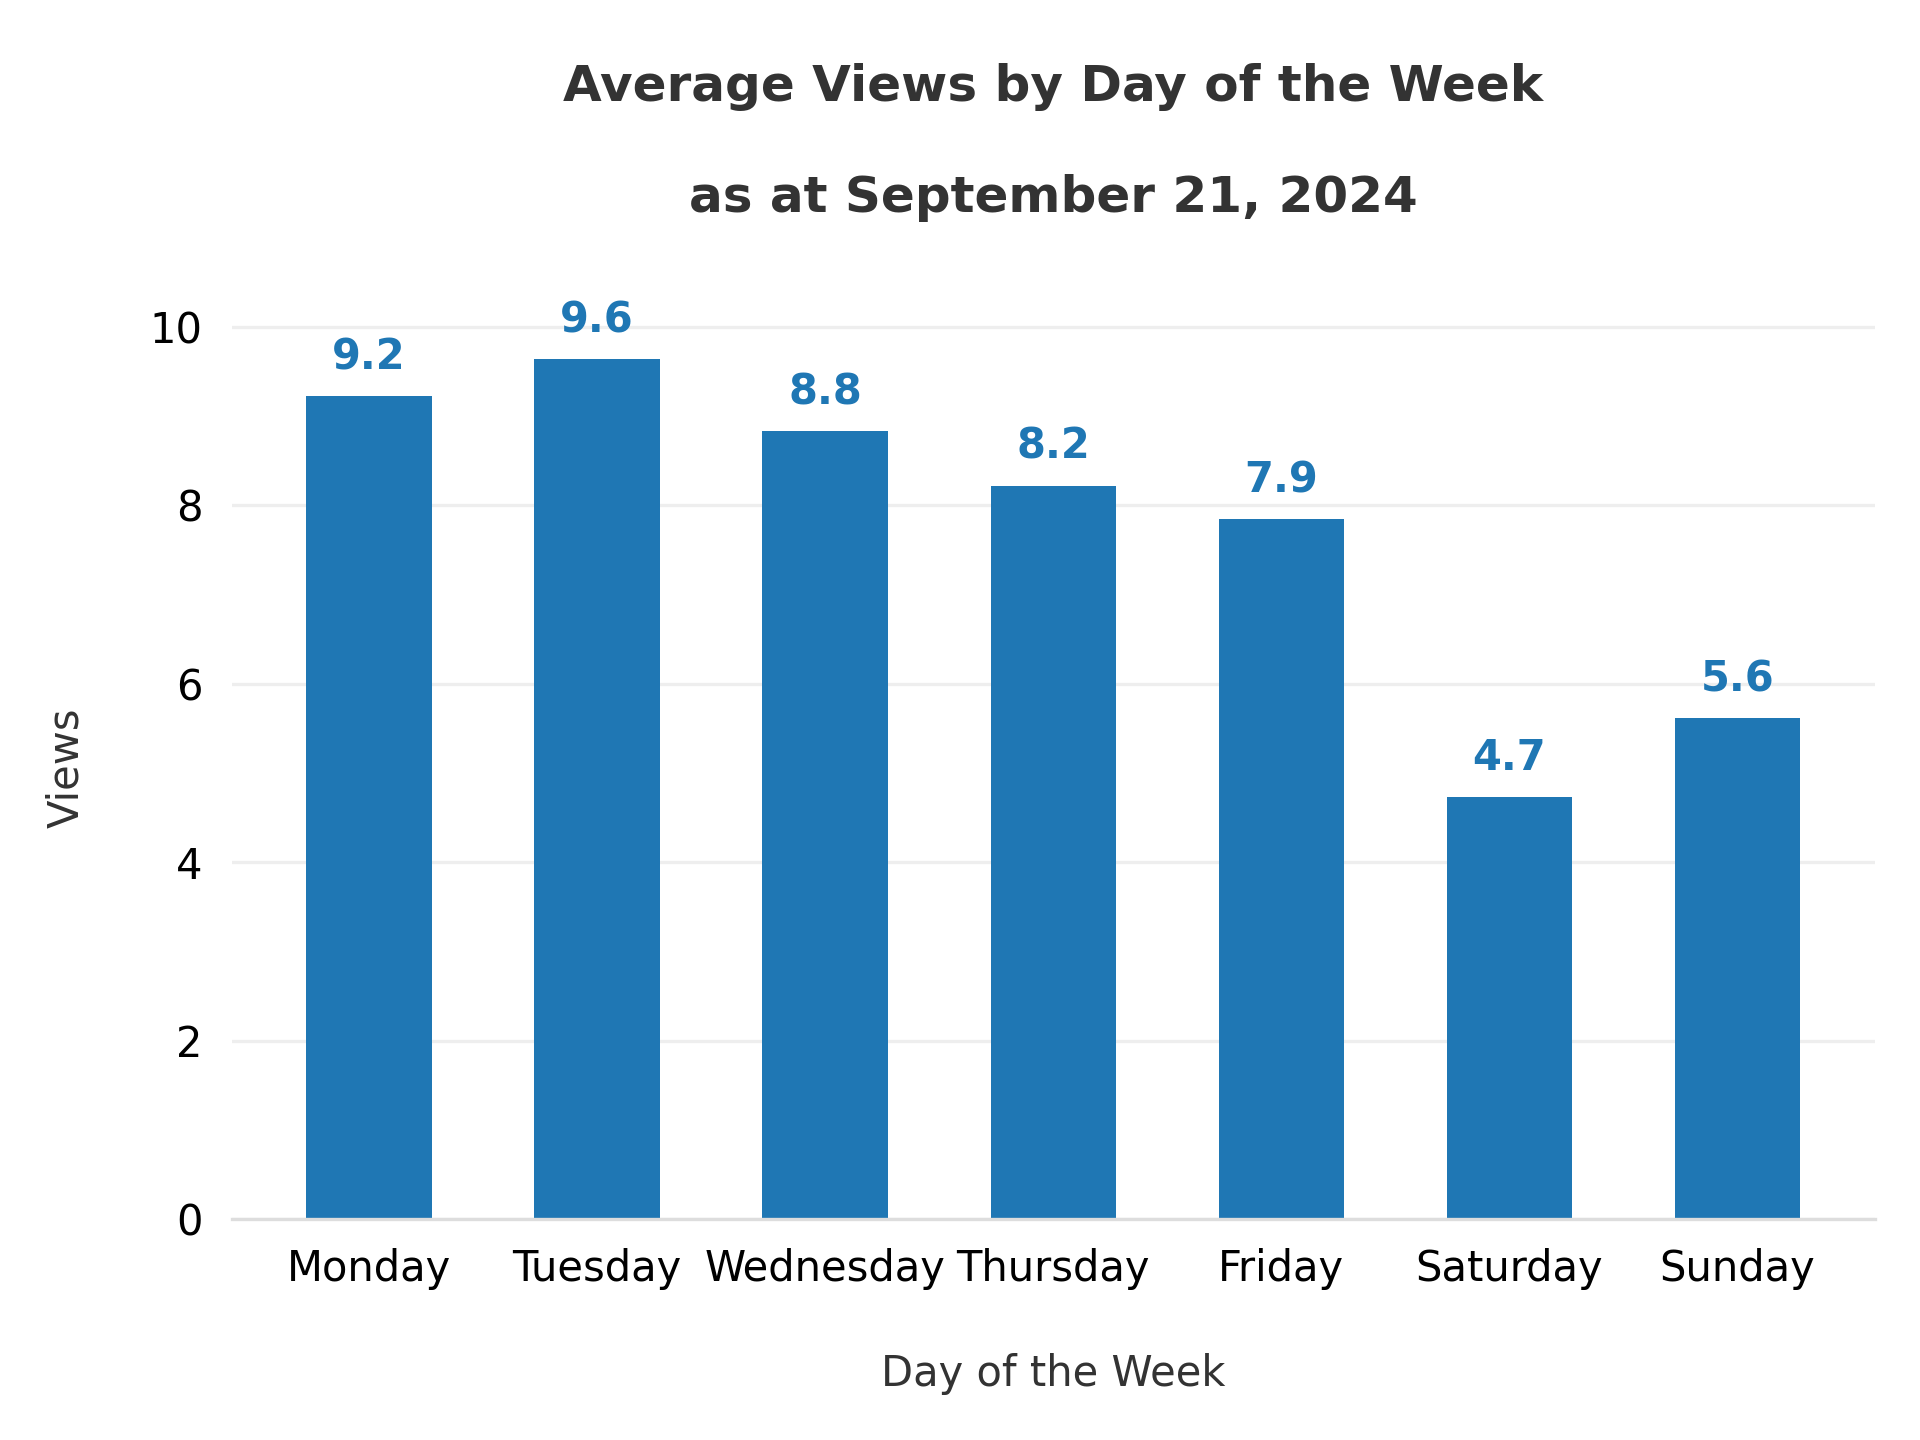 Average Views by Day of the Week
as at September 21, 2024
10
8
6
4
2
0
Views
9.2
9.6
8.8
8.2
7.9
4.7
5.6
Monday Tuesday Wednesday Thursday Friday Saturday Sunday
Day of the Week